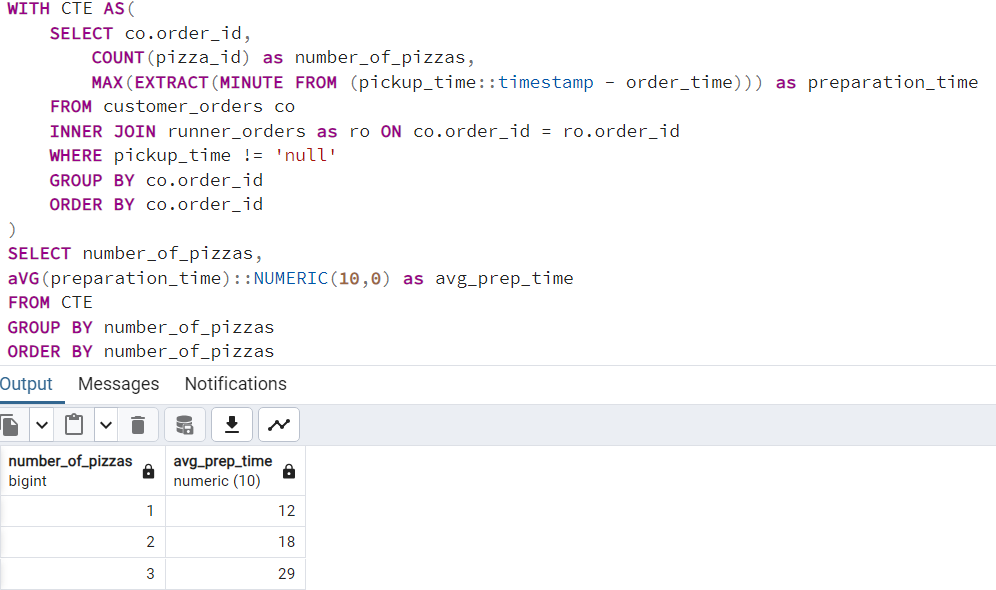 WITH CTE AS(
SELECT co.order_id,
COUNT(pizza_id) as number_of_pizzas,
MAX(EXTRACT(MINUTE FROM (pickup_time::timestamp - order_time))) as preparation_time
FROM customer_orders co
INNER JOIN runner_orders as ro ON co.order_id = ro.order_id
WHERE pickup_time != 'null'
GROUP BY co.order_id
ORDER BY co.order_id
)
SELECT number_of_pizzas,
aVG(preparation_time)::NUMERIC(10,0) as avg_prep_time
FROM CTE
GROUP BY number_of_pizzas
ORDER BY number_of_pizzas
Output Messages Notifications
number_of_pizzas avg_prep_time
bigint numeric (10)
1 12
2 18
3 29